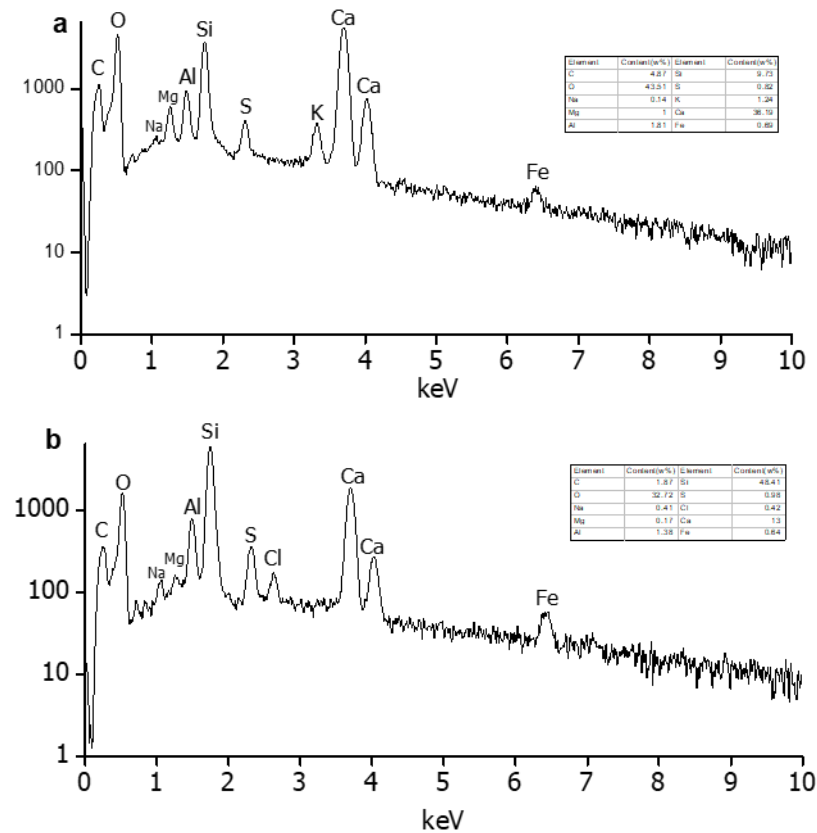 a
O
C
Na
Mg
Al
Si
S
K
Ca
Ca
Fe
1000
100
10
1
0 1 2 3 4 5 6 7 8 9 10
keV
Element Content(w%) Element Content(w%)
C 4.87 Si 9.73
O 43.51 S 0.82
Na 0.14 K 1.24
Mg 1 Ca 36.19
Al 1.81 Fe 0.69
b
C
O
Na
Mg
Al
Si
S
Cl
Ca
Ca
Fe
1000
100
10
1
0 1 2 3 4 5 6 7 8 9 10
keV
Element Content(w%) Element Content(w%)
C 1.87 Si 48.41
O 32.72 S 0.98
Na 0.41 Cl 0.42
Mg 0.17 Ca 13
Al 1.38 Fe 0.64